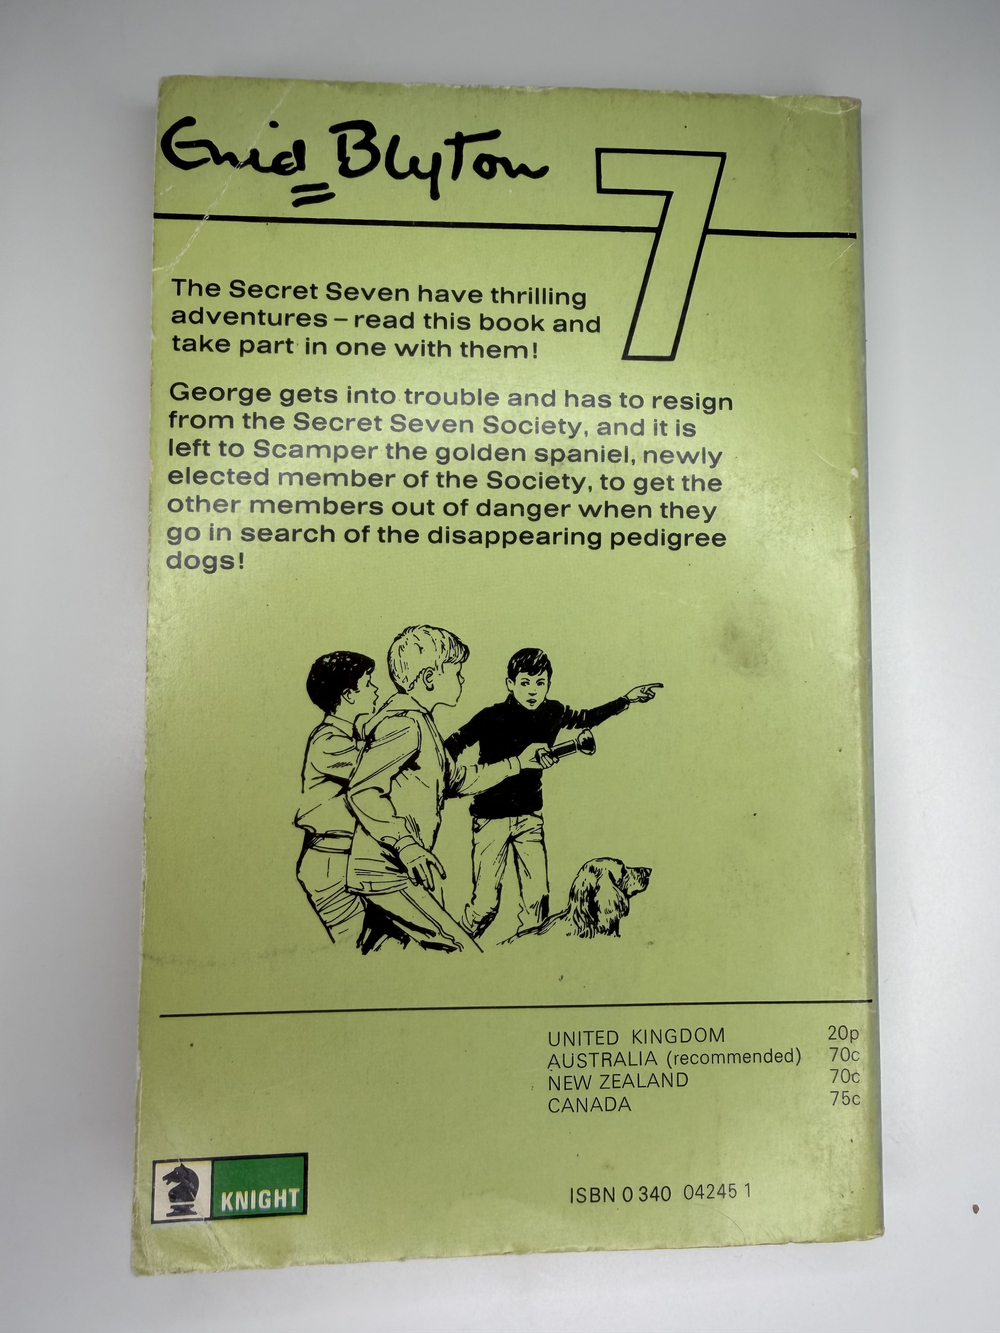 Enid Blyton
7
The Secret Seven have thrilling
adventures – read this book and
take part in one with them!
George gets into trouble and has to resign
from the Secret Seven Society, and it is
left to Scamper the golden spaniel, newly
elected member of the Society, to get the
other members out of danger when they
go in search of the disappearing pedigree
dogs!
UNITED KINGDOM 20p
AUSTRALIA (recommended) 70c
NEW ZEALAND 70c
CANADA 75c
KNIGHT
ISBN 0 340 04245 1